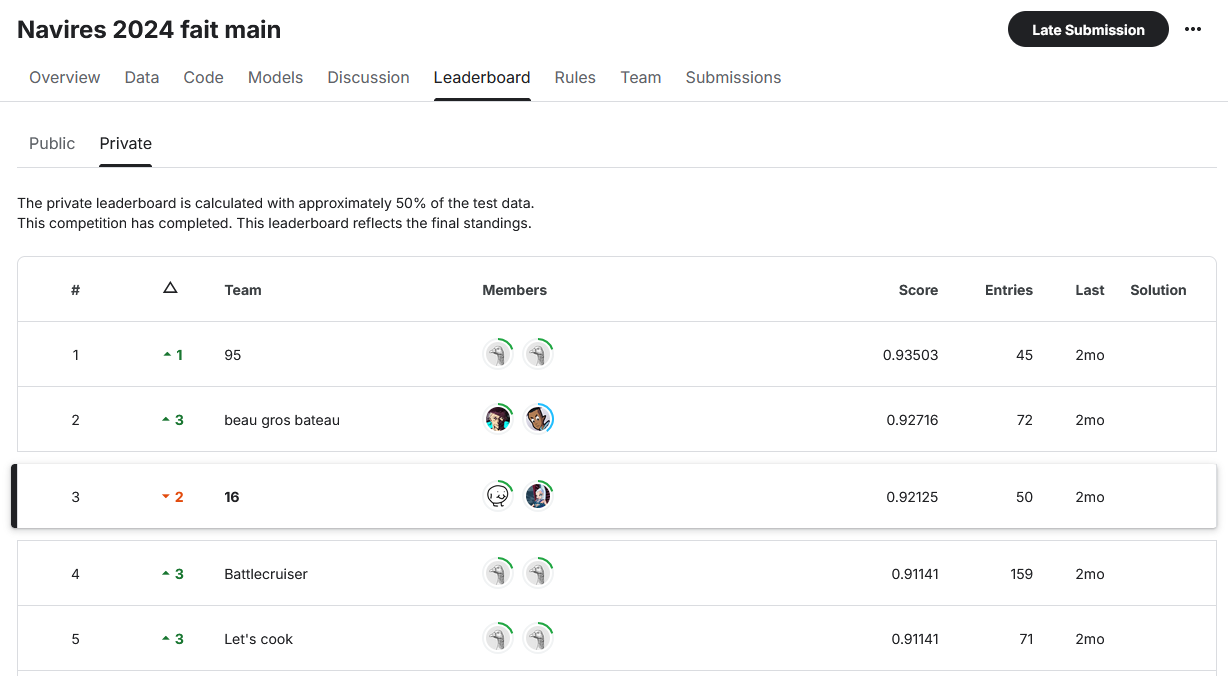 Navires 2024 fait main
Late Submission
Overview Data Code Models Discussion Leaderboard Rules Team Submissions
Public Private
The private leaderboard is calculated with approximately 50% of the test data.
This competition has completed. This leaderboard reflects the final standings.
# △ Team Members Score Entries Last Solution
1 1 95 0.93503 45 2mo
2 3 beau gros bateau 0.92716 72 2mo
3 2 16 0.92125 50 2mo
4 3 Battlecruiser 0.91141 159 2mo
5 3 Let's cook 0.91141 71 2mo